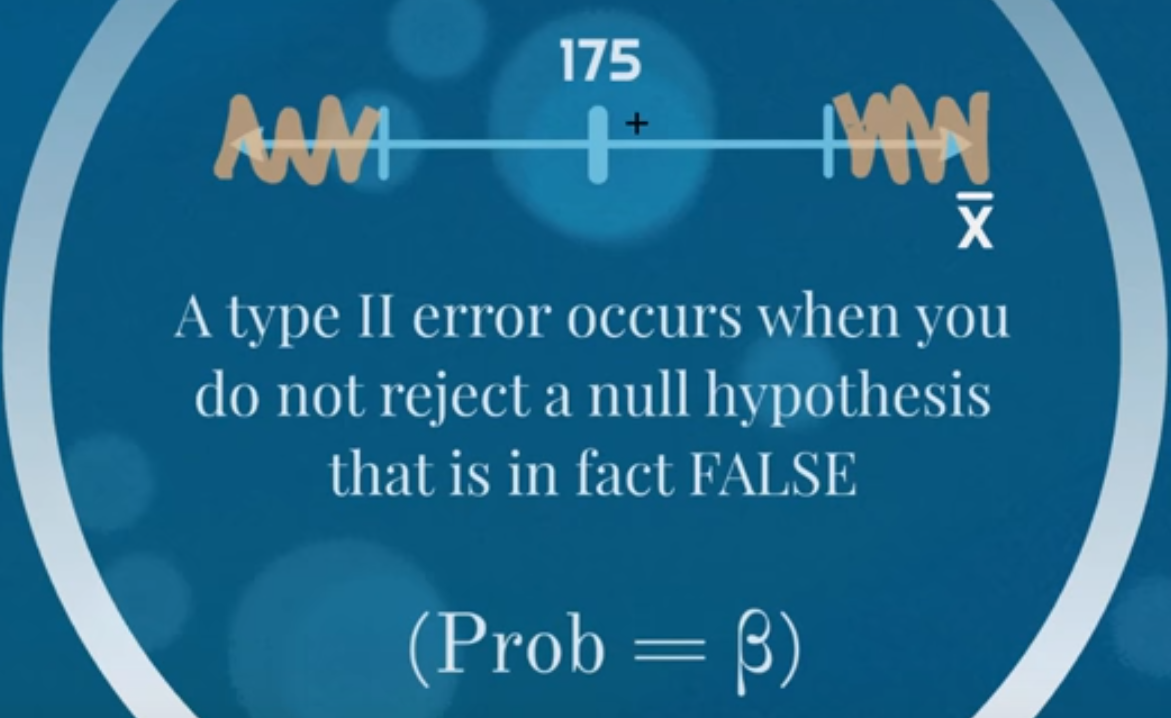 175
X̄
A type II error occurs when you
do not reject a null hypothesis
that is in fact FALSE
(Prob = β)